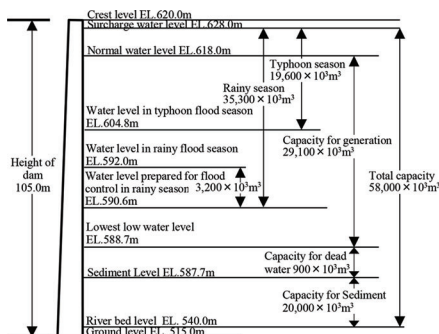 Crest level EL.620.0m
Surcharge water level EL.628.0m
Normal water level EL.618.0m
Typhoon season
19,600×10³m³
Rainy season
35,300×10³m³
Water level in typhoon flood season
EL.604.8m
Capacity for generation
29,100×10³m³
Water level in rainy flood season
EL.592.0m
Height of
dam
105.0m
Water level prepared for flood
control in rainy season
3,200×10³m³
EL.590.6m
Total capacity
58,000×10³m³
Lowest low water level
EL.588.7m
Capacity for dead
water 900×10³m³
Sediment Level EL.587.7m
Capacity for Sediment
20,000×10³m³
River bed level EL. 540.0m
Ground level EL. 515.0m